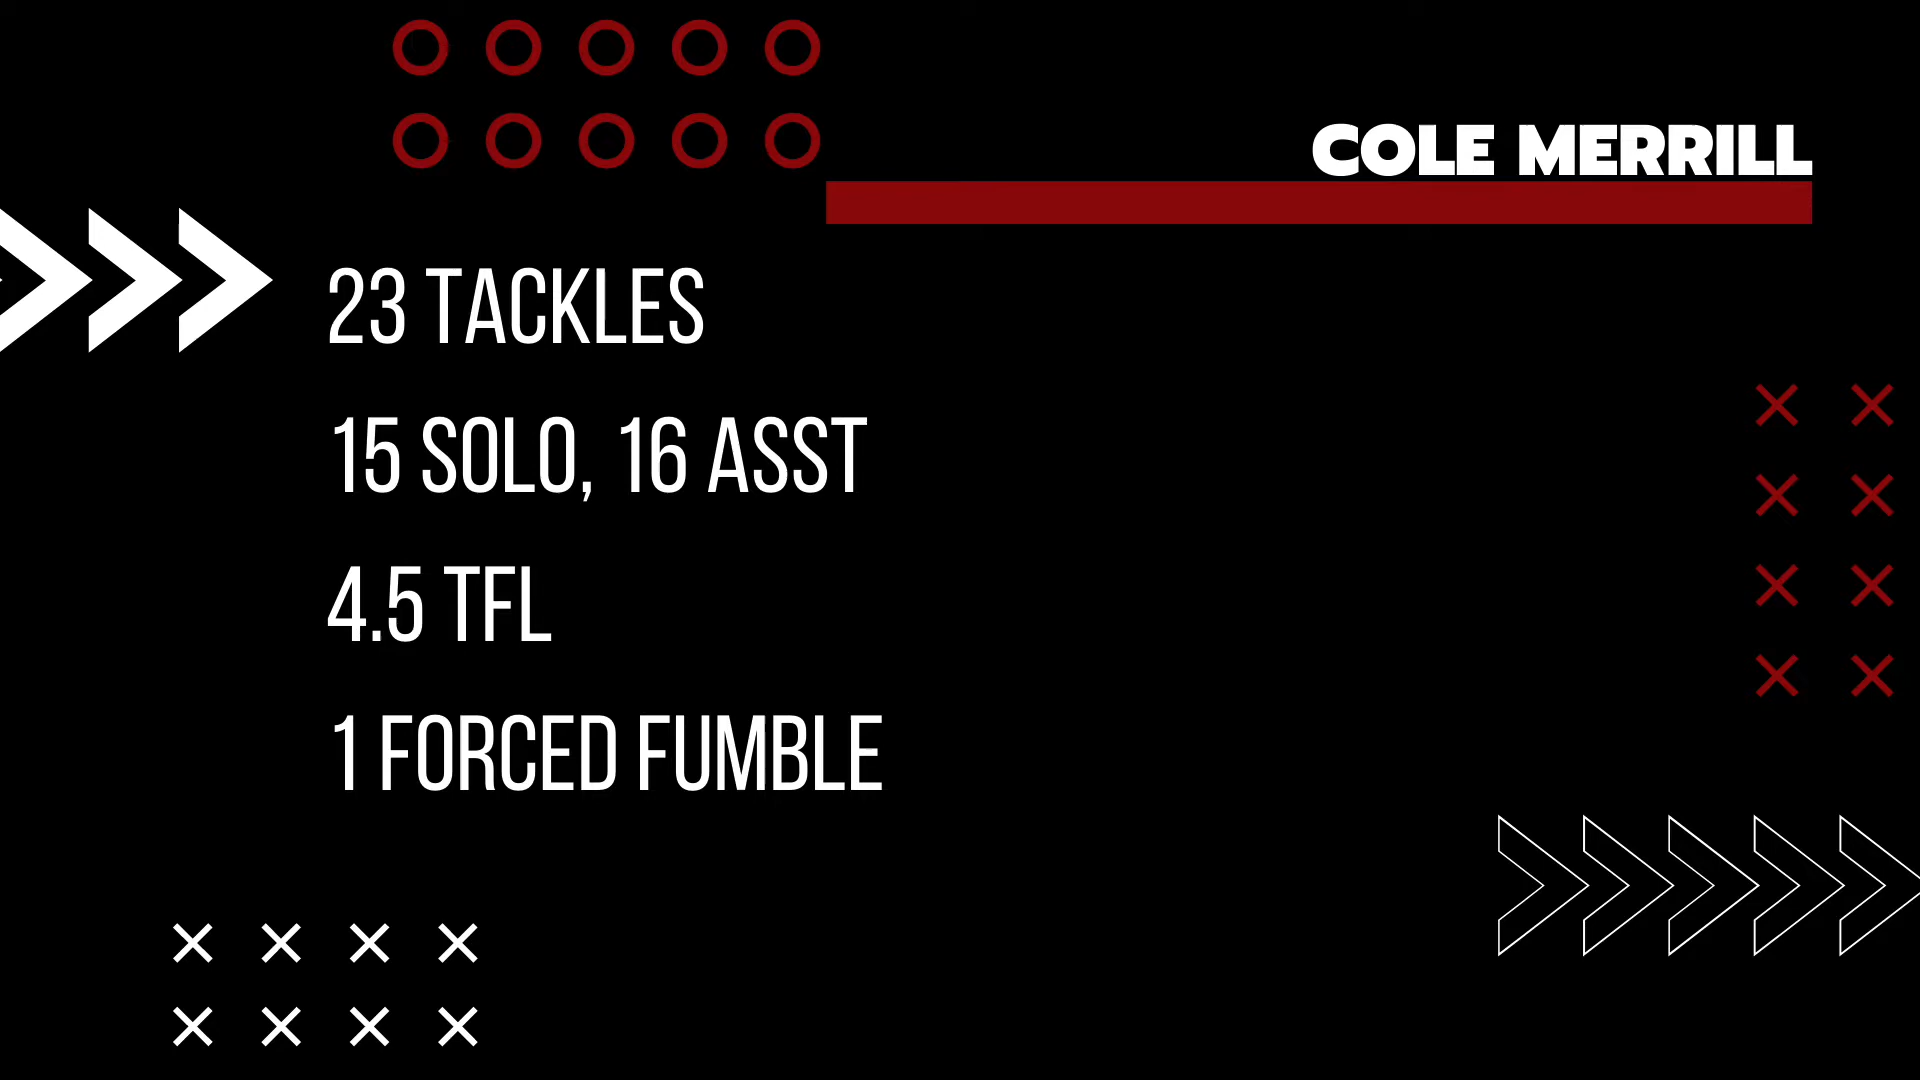 COLE MERRILL
23 TACKLES
15 SOLO, 16 ASST
4.5 TFL
1 FORCED FUMBLE